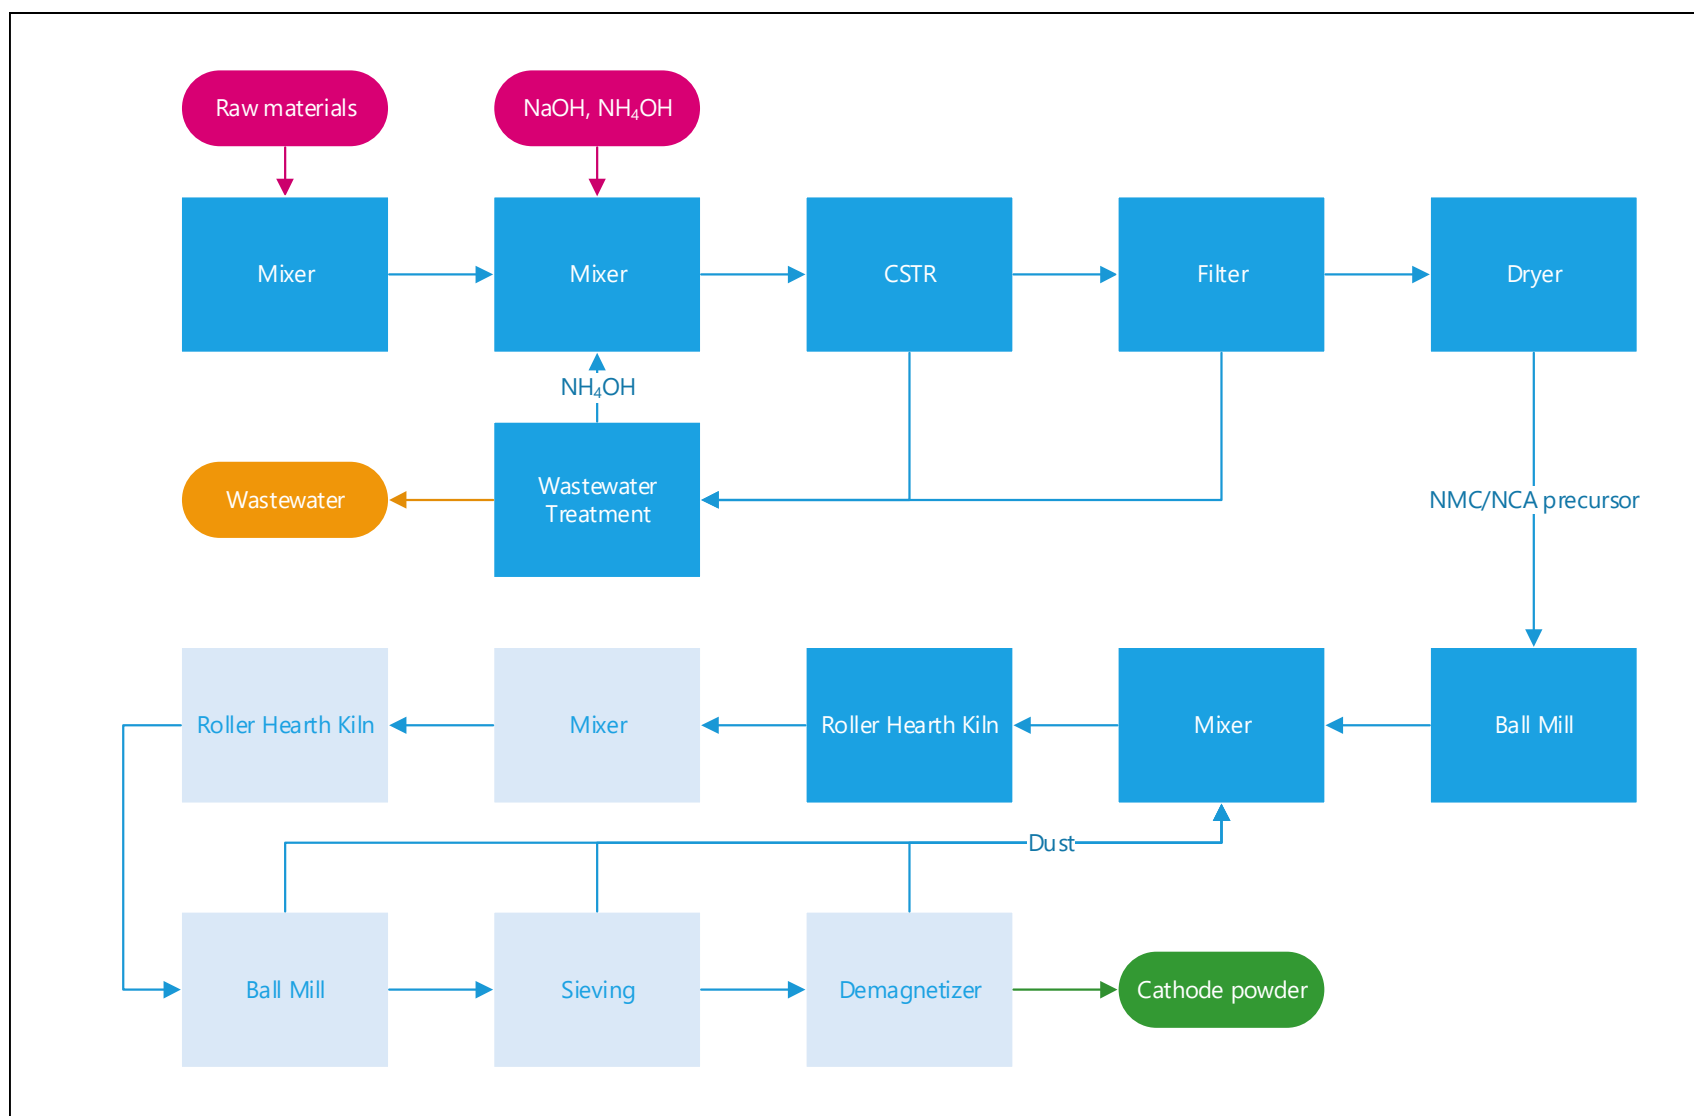 Raw materials
NaOH, NH₄OH
Mixer
Mixer
CSTR
Filter
Dryer
NH₄OH
Wastewater
Wastewater
Treatment
NMC/NCA precursor
Roller Hearth Kiln
Mixer
Roller Hearth Kiln
Mixer
Ball Mill
Dust
Ball Mill
Sieving
Demagnetizer
Cathode powder